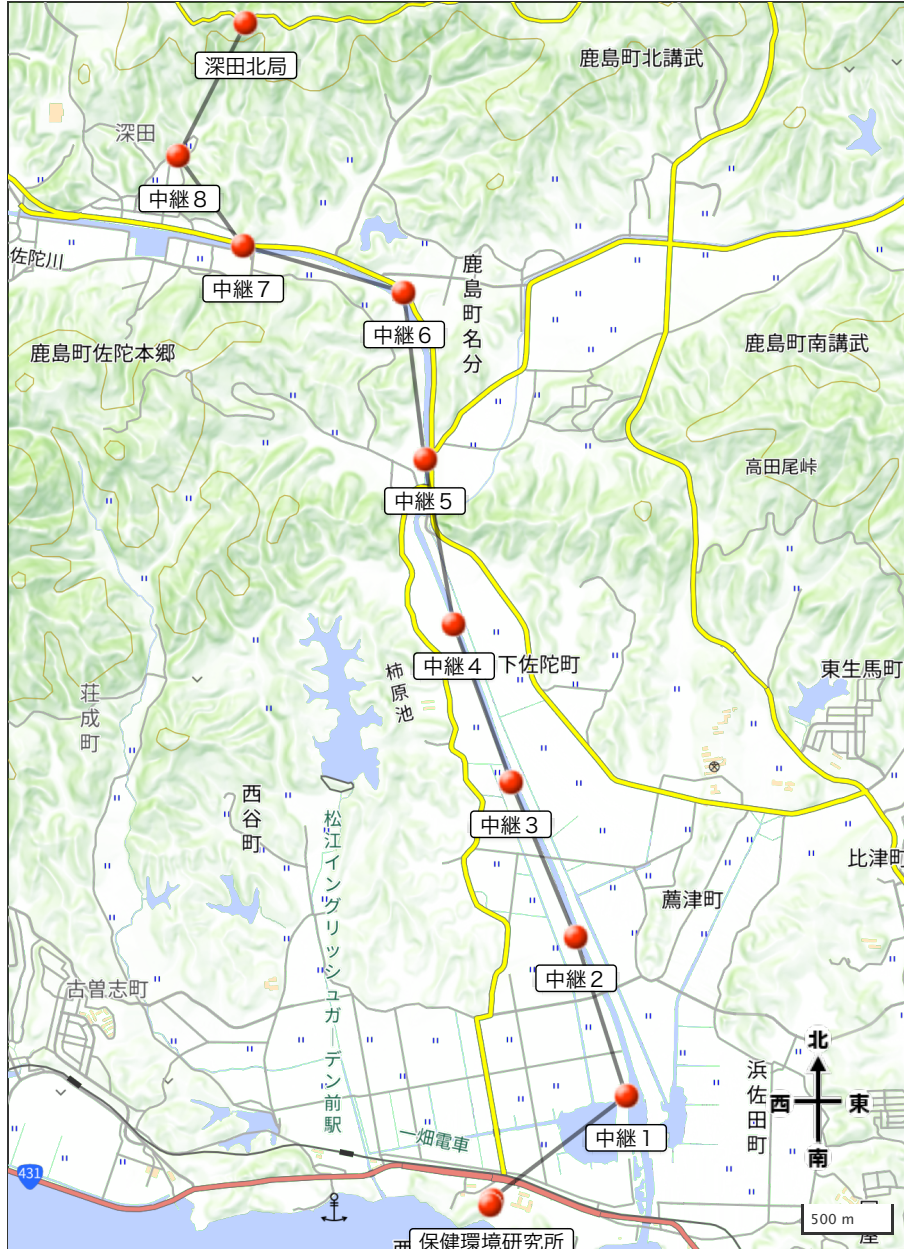 深田北局
鹿島町北講武
深田
中継８
佐陀川
中継７
鹿島町名分
中継６
鹿島町佐陀本郷
鹿島町南講武
高田尾峠
中継５
中継４
下佐陀町
柿原池
東生馬町
荘成町
西谷町
中継３
松江イングリッシュガーデン前駅
比津町
薦津町
中継２
古曽志町
北
西
東
南
浜佐田町
中継１
一畑電車
431
500 m
保健環境研究所